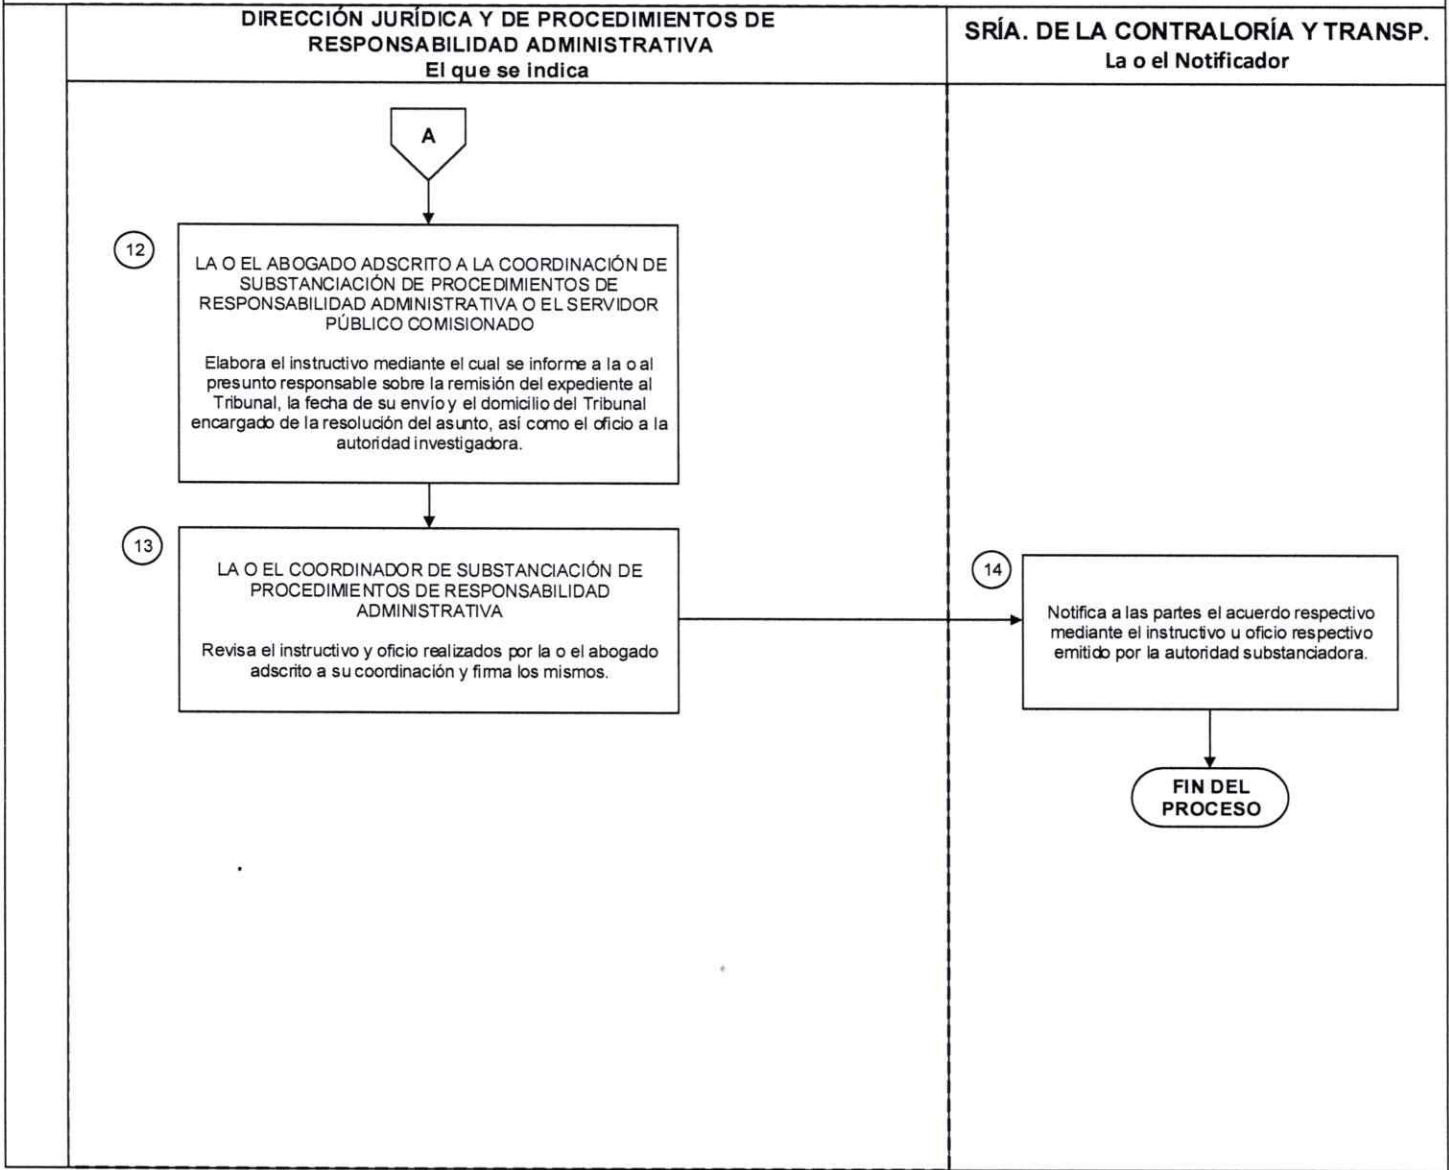 DIRECCIÓN JURÍDICA Y DE PROCEDIMIENTOS DE
RESPONSABILIDAD ADMINISTRATIVA
El que se indica
SRÍA. DE LA CONTRALORÍA Y TRANSP.
La o el Notificador
A
12
LA O EL ABOGADO ADSCRITO A LA COORDINACIÓN DE
SUBSTANCIACIÓN DE PROCEDIMIENTOS DE
RESPONSABILIDAD ADMINISTRATIVA O EL SERVIDOR
PÚBLICO COMISIONADO
Elabora el instructivo mediante el cual se informe a la o al
presunto responsable sobre la remisión del expediente al
Tribunal, la fecha de su envío y el domicilio del Tribunal
encargado de la resolución del asunto, así como el oficio a la
autoridad investigadora.
13
LA O EL COORDINADOR DE SUBSTANCIACIÓN DE
PROCEDIMIENTOS DE RESPONSABILIDAD
ADMINISTRATIVA
Revisa el instructivo y oficio realizados por la o el abogado
adscrito a su coordinación y firma los mismos.
14
Notifica a las partes el acuerdo respectivo
mediante el instructivo u oficio respectivo
emitido por la autoridad substanciadora.
FIN DEL
PROCESO